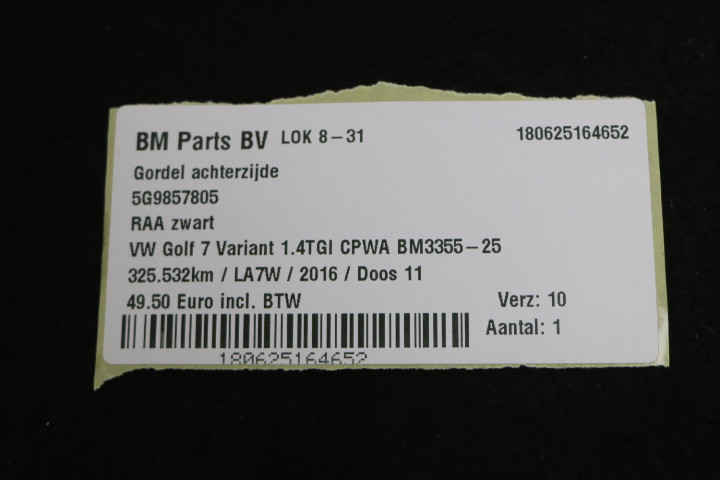 BM Parts BV LOK 8-31 180625164652
Gordel achterzijde
5G9857805
RAA zwart
VW Golf 7 Variant 1.4TGI CPWA BM3355-25
325.532km / LA7W / 2016 / Doos 11
49.50 Euro incl. BTW Verz: 10
Aantal: 1
180625164652